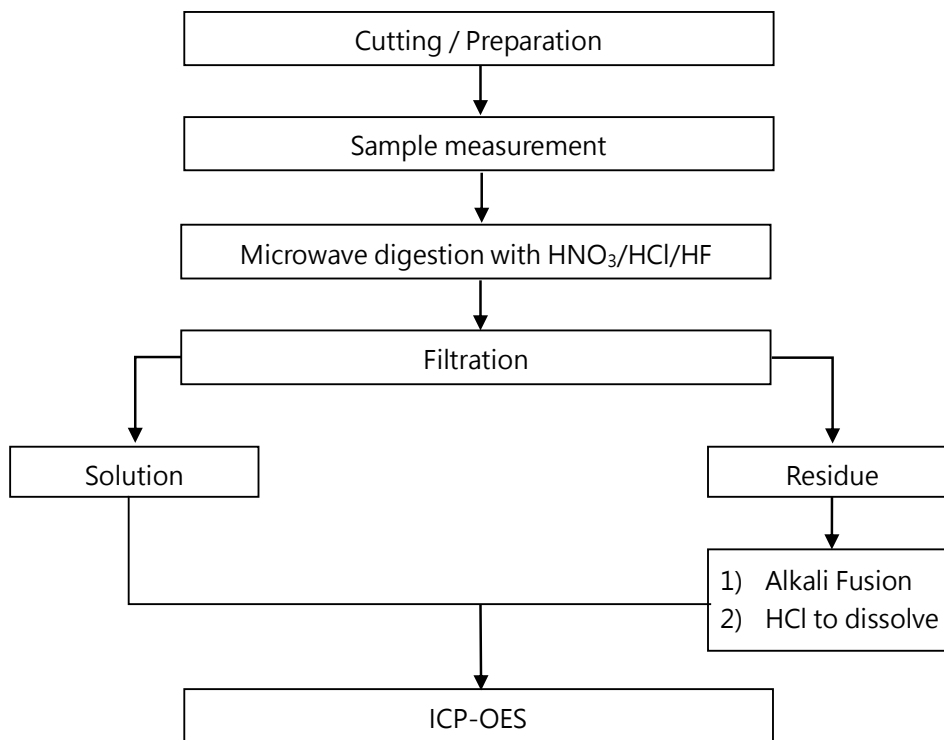 Cutting / Preparation
Sample measurement
Microwave digestion with HNO₃/HCl/HF
Filtration
Solution
Residue
1) Alkali Fusion
2) HCl to dissolve
ICP-OES